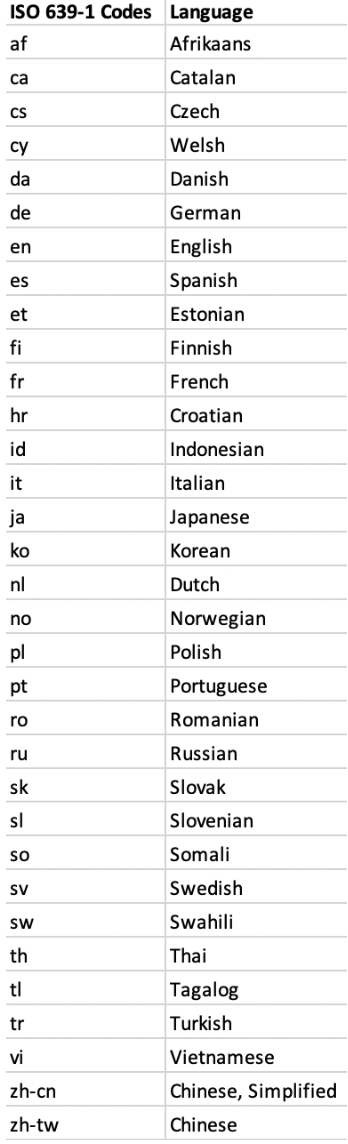 ISO 639-1 Codes Language
af Afrikaans
ca Catalan
cs Czech
cy Welsh
da Danish
de German
en English
es Spanish
et Estonian
fi Finnish
fr French
hr Croatian
id Indonesian
it Italian
ja Japanese
ko Korean
nl Dutch
no Norwegian
pl Polish
pt Portuguese
ro Romanian
ru Russian
sk Slovak
sl Slovenian
so Somali
sv Swedish
sw Swahili
th Thai
tl Tagalog
tr Turkish
vi Vietnamese
zh-cn Chinese, Simplified
zh-tw Chinese